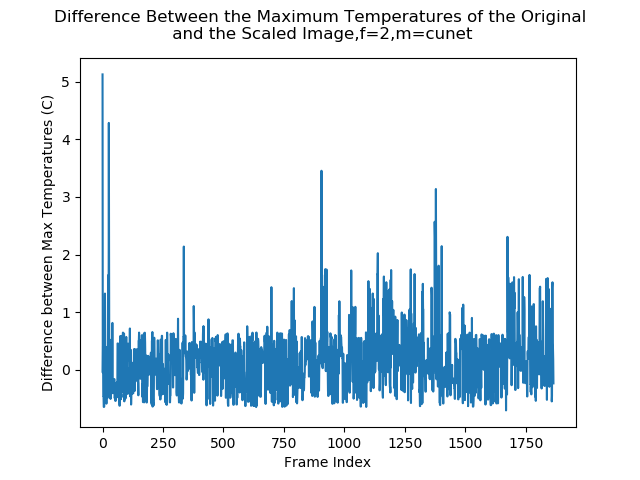 Difference Between the Maximum Temperatures of the Original
and the Scaled Image,f=2,m=cunet
5
4
3
2
1
0
Difference between Max Temperatures (C)
0 250 500 750 1000 1250 1500 1750
Frame Index